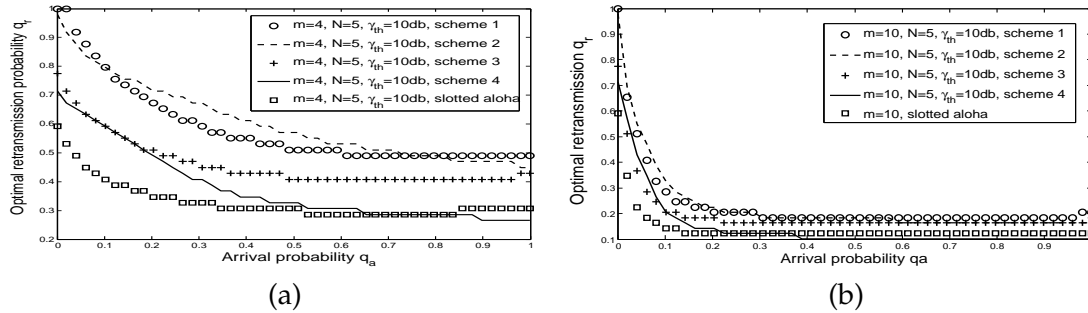 Optimal retransmission probability q_r
1
0.9
0.8
0.7
0.6
0.5
0.4
0.3
0.2
m=4, N=5, γ_th=10db, scheme 1
m=4, N=5, γ_th=10db, scheme 2
m=4, N=5, γ_th=10db, scheme 3
m=4, N=5, γ_th=10db, scheme 4
m=4, N=5, γ_th=10db, slotted aloha
0 0.1 0.2 0.3 0.4 0.5 0.6 0.7 0.8 0.9 1
Arrival probability q_a
(a)
Optimal retransmission q_r
1
0.9
0.8
0.7
0.6
0.5
0.4
0.3
0.2
0.1
m=10, N=5, γ_th=10db, scheme 1
m=10, N=5, γ_th=10db, scheme 2
m=10, N=5, γ_th=10db, scheme 3
m=10, N=5, γ_th=10db, scheme 4
m=10, slotted aloha
0 0.1 0.2 0.3 0.4 0.5 0.6 0.7 0.8 0.9
Arrival probability qa
(b)